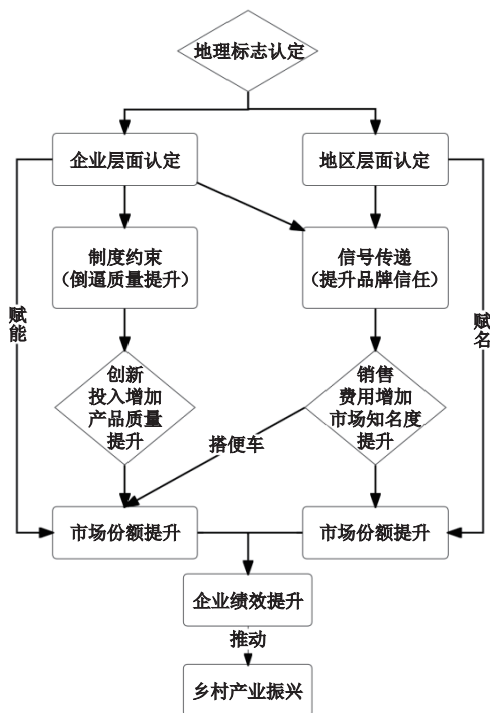 地理标志认定
企业层面认定
地区层面认定
制度约束
（倒逼质量提升）
信号传递
（提升品牌信任）
赋
能
赋
名
创新
投入增加
产品质量
提升
销售
费用增加
市场知名度
提升
搭便车
市场份额提升
市场份额提升
企业绩效提升
推动
乡村产业振兴